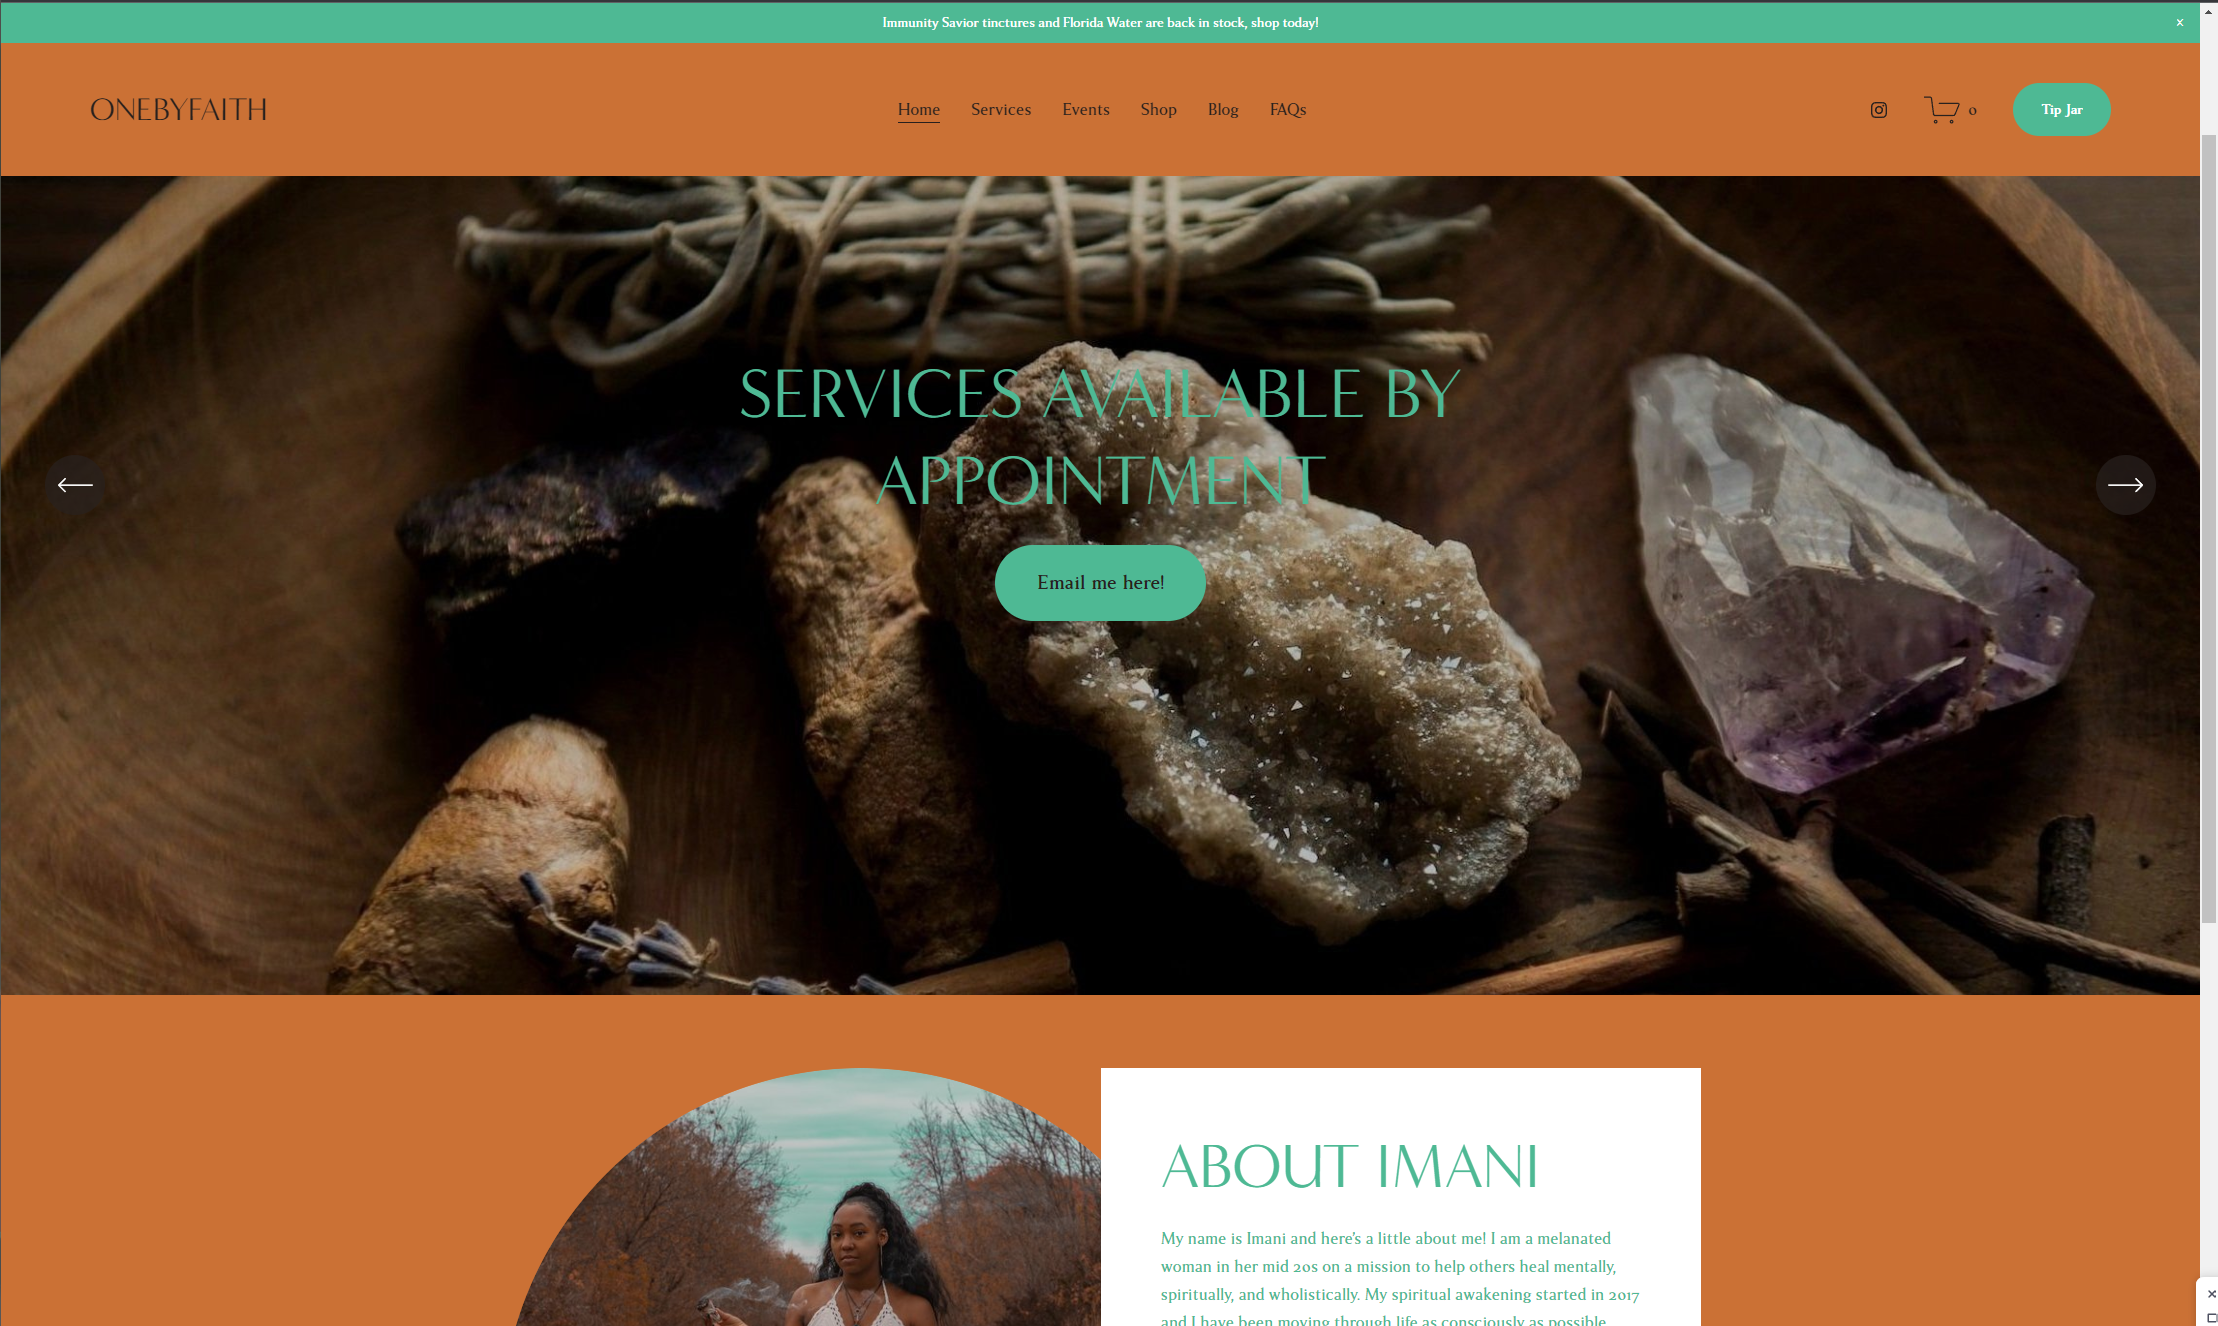 Immunity Savior tinctures and Florida Water are back in stock, shop today!
×
ONEBYFAITH
Home Services Events Shop Blog FAQs
0
Tip Jar
SERVICES AVAILABLE BY
APPOINTMENT
Email me here!
ABOUT IMANI
My name is Imani and here's a little about me! I am a melanated
woman in her mid 20s on a mission to help others heal mentally,
spiritually, and wholistically. My spiritual awakening started in 2017
and I have been moving through life as consciously as possible